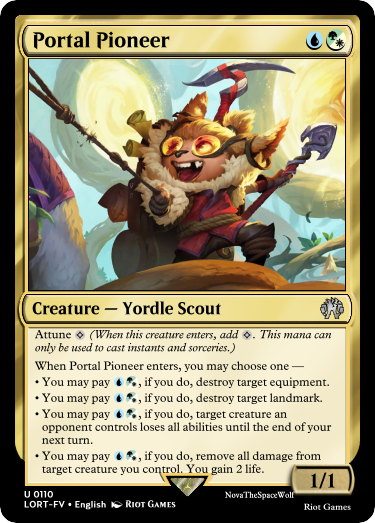 Portal Pioneer
Creature — Yordle Scout
Attune (When this creature enters, add . This mana can
only be used to cast instants and sorceries.)
When Portal Pioneer enters, you may choose one —
• You may pay , if you do, destroy target equipment.
• You may pay , if you do, destroy target landmark.
• You may pay , if you do, target creature an
opponent controls loses all abilities until the end of your
next turn.
• You may pay , if you do, remove all damage from
target creature you control. You gain 2 life.
1/1
U 0110
LORT-FV • English Riot Games
NovaTheSpaceWolf
Riot Games